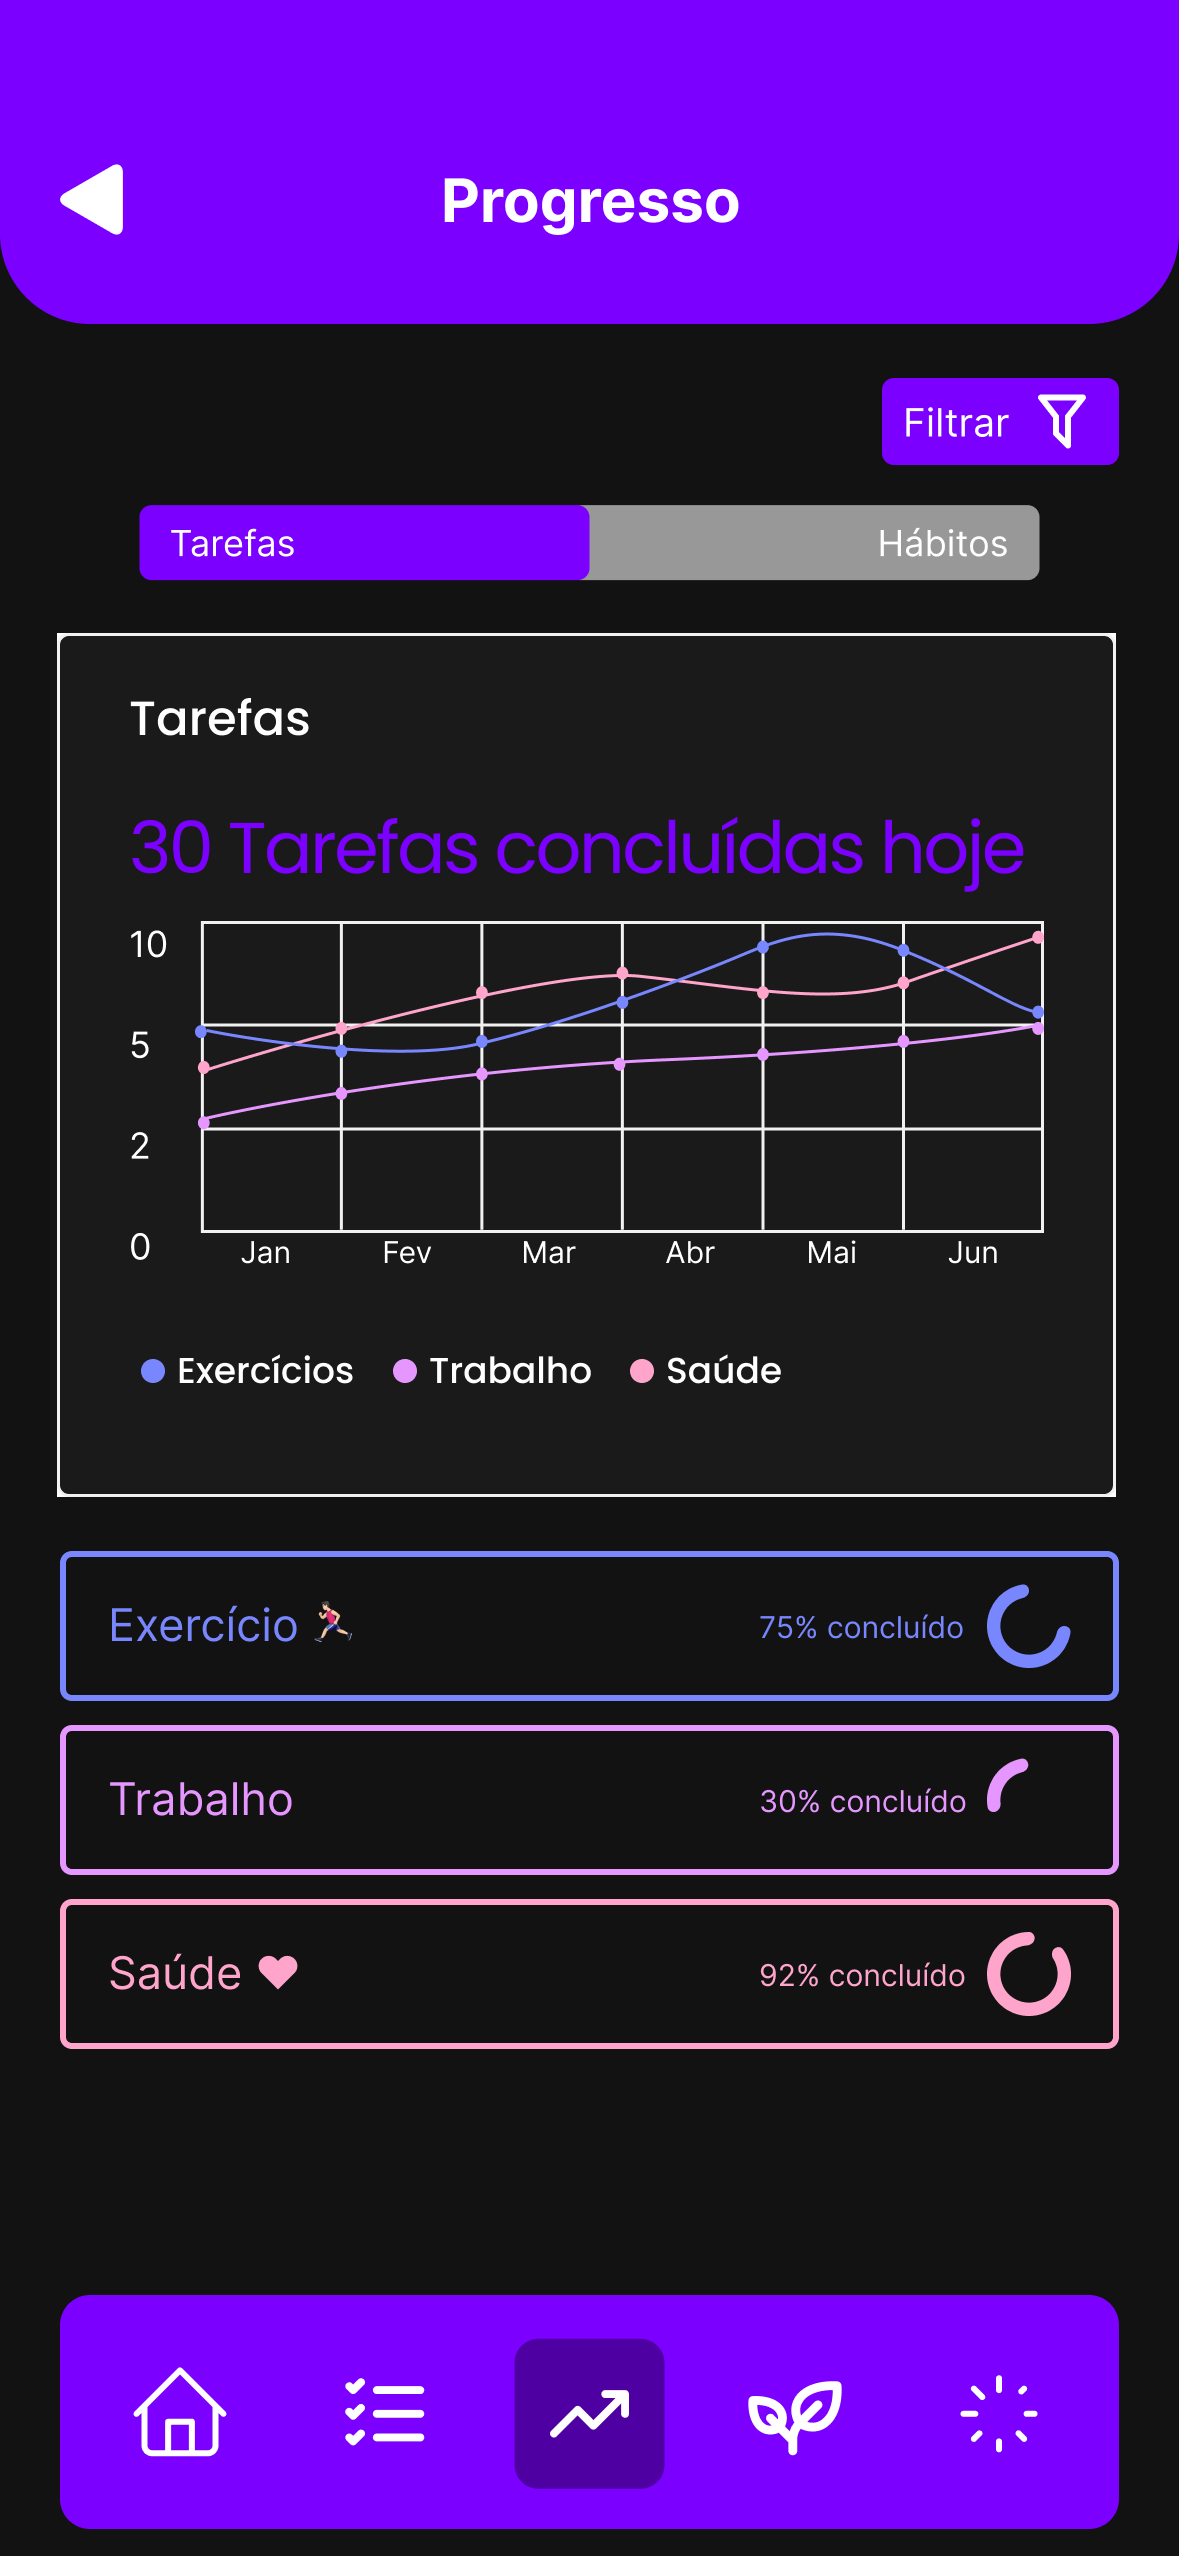 Progresso
Filtrar
Tarefas Hábitos
Tarefas
30 Tarefas concluídas hoje
10
5
2
0
Jan Fev Mar Abr Mai Jun
Exercícios Trabalho Saúde
Exercício 75% concluído
Trabalho 30% concluído
Saúde 92% concluído